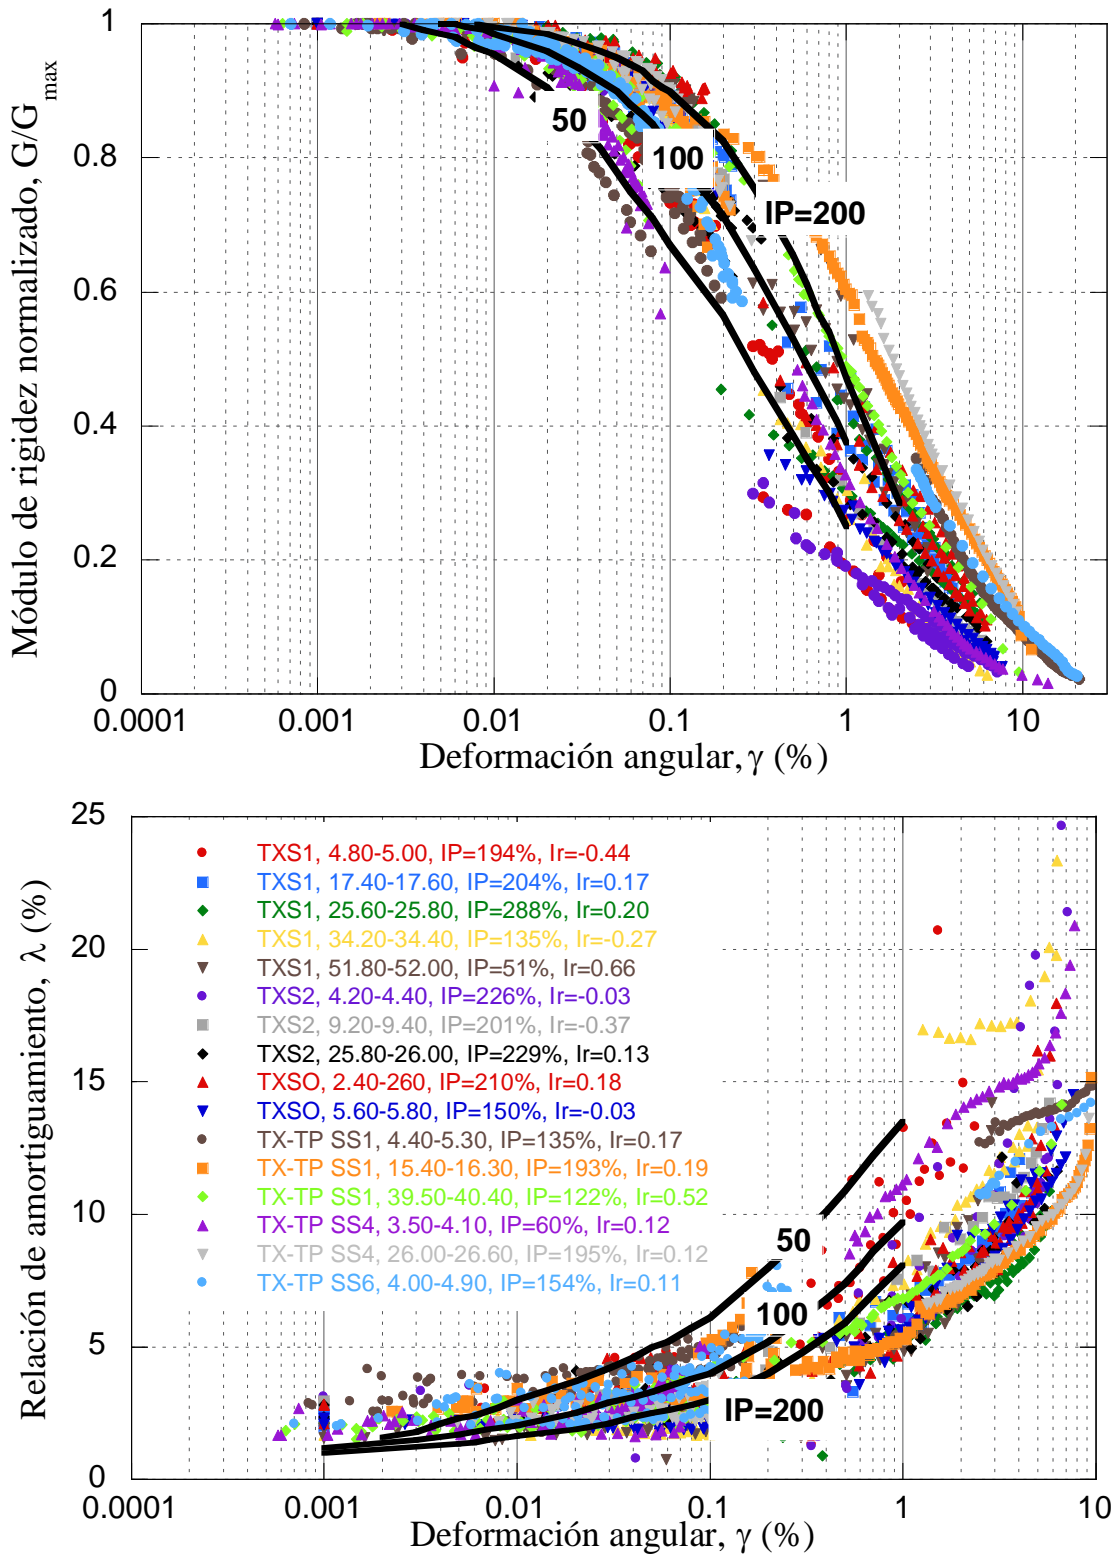 Módulo de rigidez normalizado, G/G max
1
0.8
0.6
0.4
0.2
0
50
100
IP=200
0.0001 0.001 0.01 0.1 1 10
Deformación angular, γ (%)
Relación de amortiguamiento, λ (%)
25
20
15
10
5
0
TXS1, 4.80-5.00, IP=194%, Ir=-0.44
TXS1, 17.40-17.60, IP=204%, Ir=0.17
TXS1, 25.60-25.80, IP=288%, Ir=0.20
TXS1, 34.20-34.40, IP=135%, Ir=-0.27
TXS1, 51.80-52.00, IP=51%, Ir=0.66
TXS2, 4.20-4.40, IP=226%, Ir=-0.03
TXS2, 9.20-9.40, IP=201%, Ir=-0.37
TXS2, 25.80-26.00, IP=229%, Ir=0.13
TXSO, 2.40-260, IP=210%, Ir=0.18
TXSO, 5.60-5.80, IP=150%, Ir=-0.03
TX-TP SS1, 4.40-5.30, IP=135%, Ir=0.17
TX-TP SS1, 15.40-16.30, IP=193%, Ir=0.19
TX-TP SS1, 39.50-40.40, IP=122%, Ir=0.52
TX-TP SS4, 3.50-4.10, IP=60%, Ir=0.12
TX-TP SS4, 26.00-26.60, IP=195%, Ir=0.12
TX-TP SS6, 4.00-4.90, IP=154%, Ir=0.11
50
100
IP=200
0.0001 0.001 0.01 0.1 1 10
Deformación angular, γ (%)